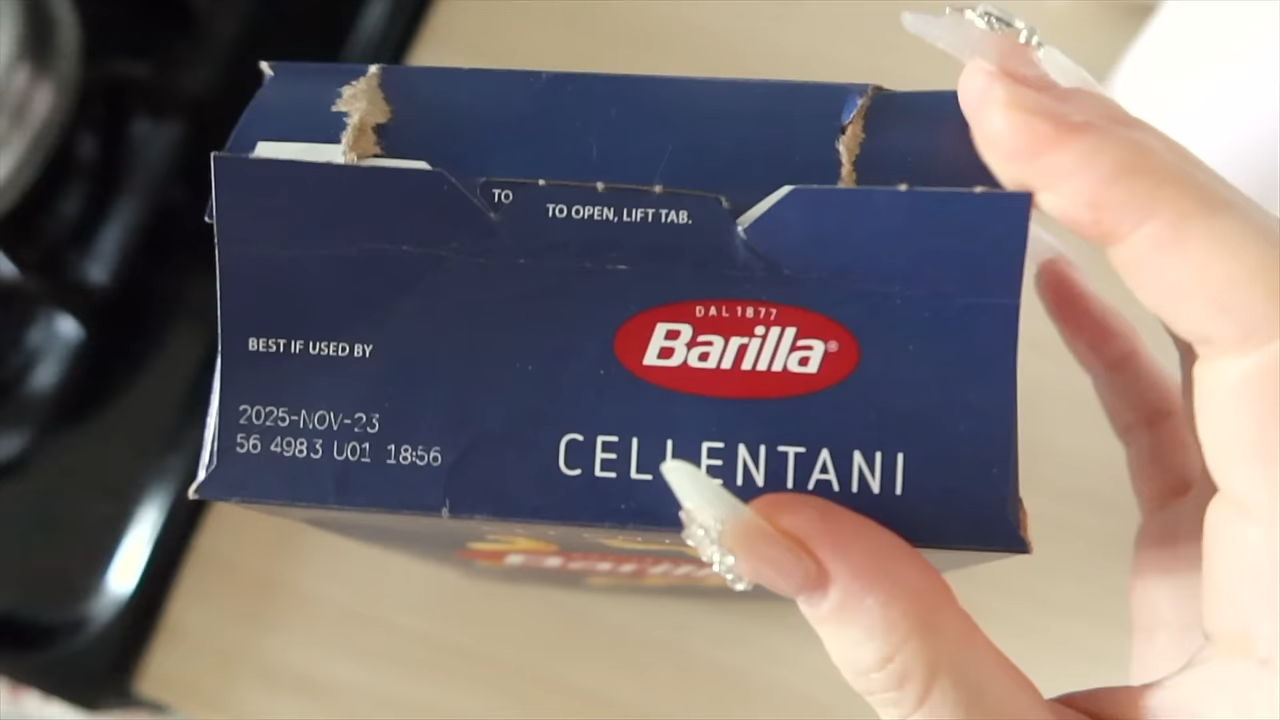 TO
TO OPEN, LIFT TAB.
DAL 1877
Barilla®
BEST IF USED BY
2025-NOV-23
56 4983 U01 18:56
CELLENTANI
Barilla